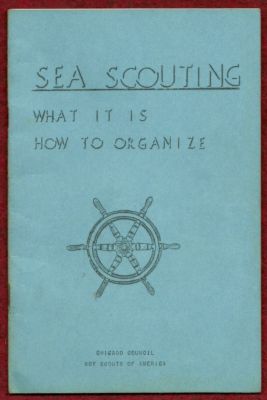 SEA SCOUTING
WHAT IT IS
HOW TO ORGANIZE
CHICAGO COUNCIL
BOY SCOUTS OF AMERICA